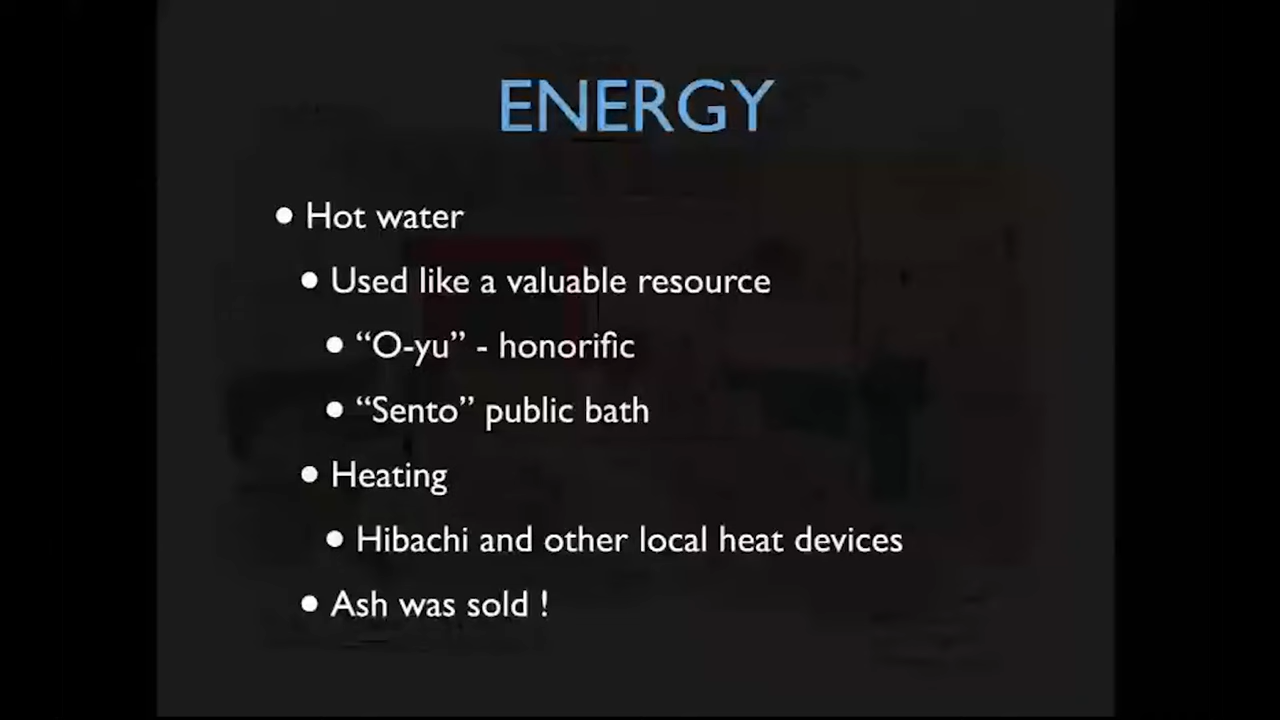 ENERGY
• Hot water
• Used like a valuable resource
• “O-yu” - honorific
• “Sento” public bath
• Heating
• Hibachi and other local heat devices
• Ash was sold !